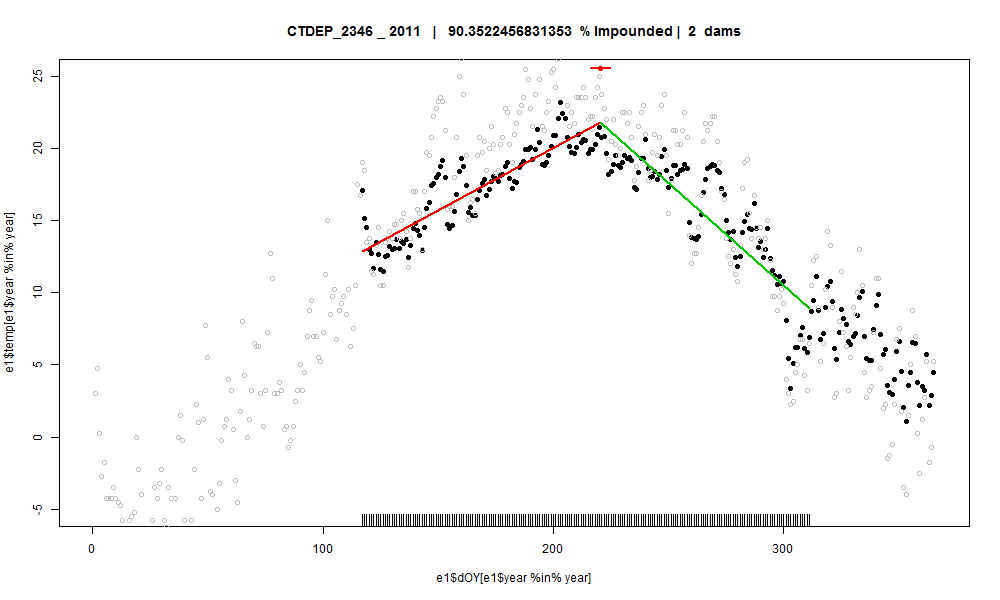 CTDEP_2346 _ 2011 | 90.3522456831353 % Impounded | 2 dams
e1$temp[e1$year %in% year]
25
20
15
10
5
0
-5
0 100 200 300
e1$dOY[e1$year %in% year]